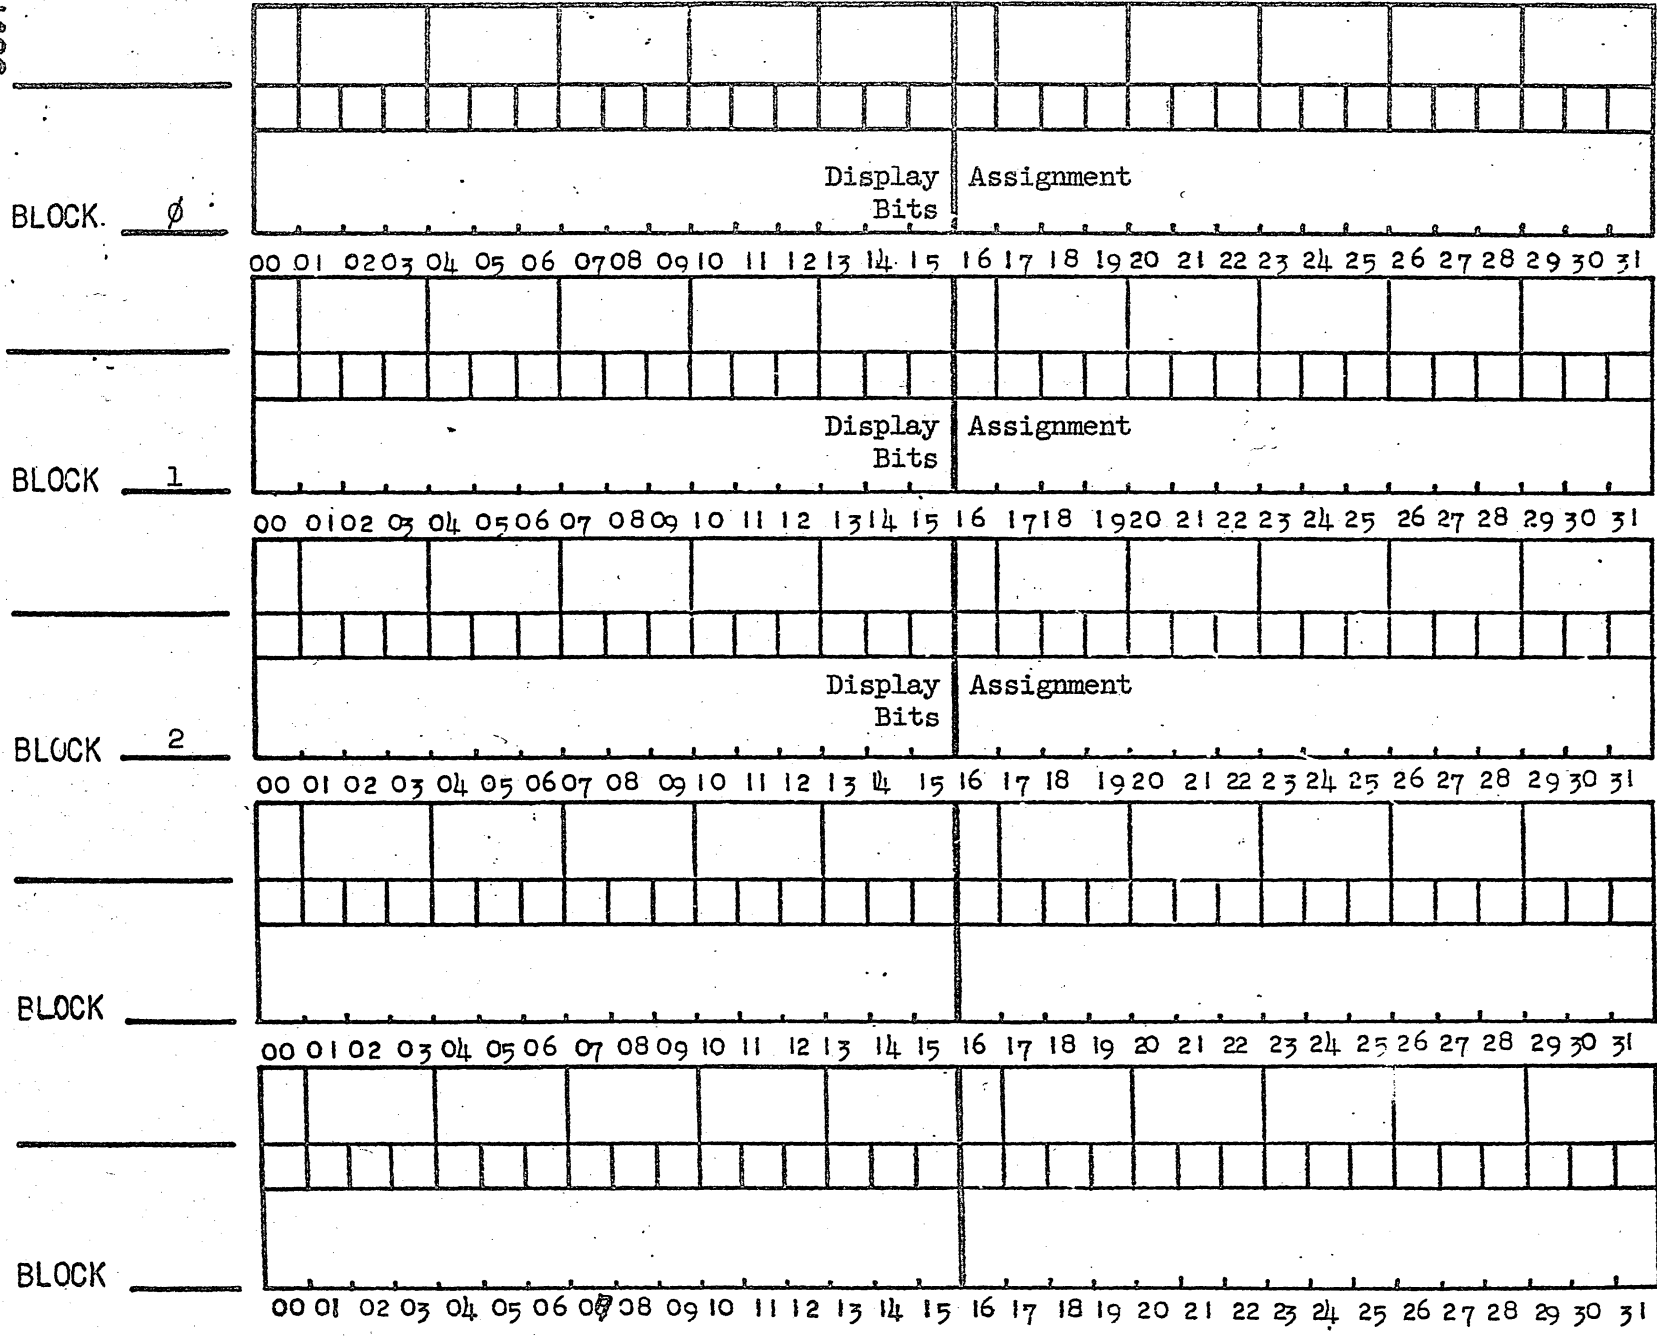 Display Assignment
BLOCK. Ø Bits
00 01 02 03 04 05 06 07 08 09 10 11 12 13 14 15 16 17 18 19 20 21 22 23 24 25 26 27 28 29 30 31
Display Assignment
Bits
BLOCK 1
00 01 02 03 04 05 06 07 08 09 10 11 12 13 14 15 16 17 18 19 20 21 22 23 24 25 26 27 28 29 30 31
Display Assignment
Bits
BLOCK 2
00 01 02 03 04 05 06 07 08 09 10 11 12 13 14 15 16 17 18 19 20 21 22 23 24 25 26 27 28 29 30 31
BLOCK
00 01 02 03 04 05 06 07 08 09 10 11 12 13 14 15 16 17 18 19 20 21 22 23 24 25 26 27 28 29 30 31
BLOCK
00 01 02 03 04 05 06 07 08 09 10 11 12 13 14 15 16 17 18 19 20 21 22 23 24 25 26 27 28 29 30 31